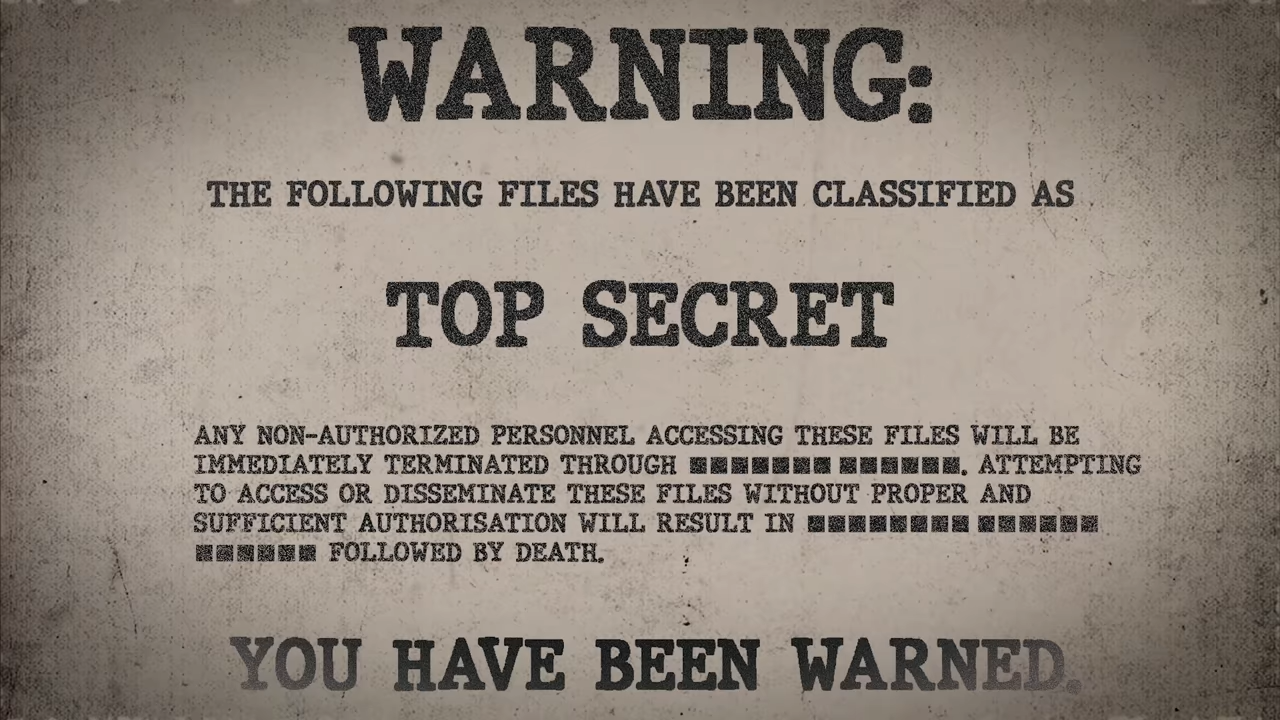 WARNING:
THE FOLLOWING FILES HAVE BEEN CLASSIFIED AS
TOP SECRET
ANY NON-AUTHORIZED PERSONNEL ACCESSING THESE FILES WILL BE
IMMEDIATELY TERMINATED THROUGH ■■■■■■■ ■■■■■■. ATTEMPTING
TO ACCESS OR DISSEMINATE THESE FILES WITHOUT PROPER AND
SUFFICIENT AUTHORISATION WILL RESULT IN ■■■■■■■■ ■■■■■■
■■■■■■ FOLLOWED BY DEATH.
YOU HAVE BEEN WARNED.